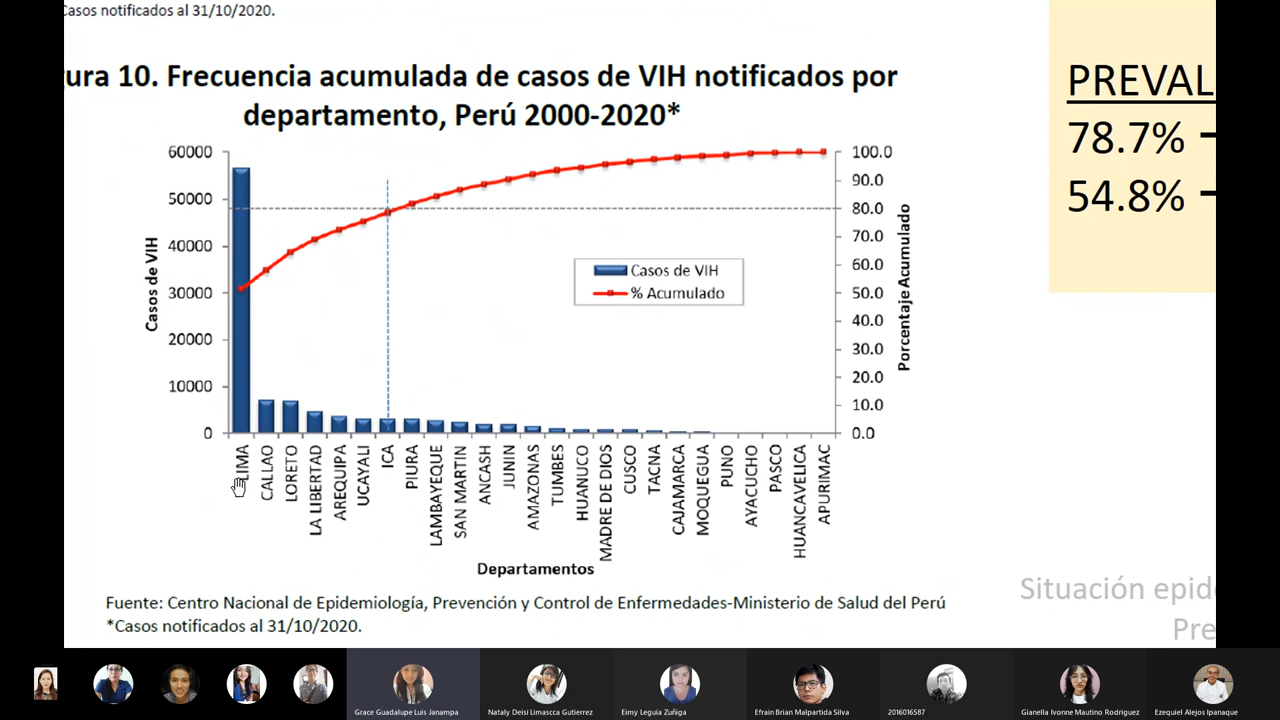 Casos notificados al 31/10/2020.
PREVAL
78.7% –
54.8% –
ura 10. Frecuencia acumulada de casos de VIH notificados por
departamento, Perú 2000-2020*
60000
50000
40000
30000
20000
10000
0
Casos de VIH
100.0
90.0
80.0
70.0
60.0
50.0
40.0
30.0
20.0
10.0
0.0
Porcentaje Acumulado
Casos de VIH
% Acumulado
LIMA
CALLAO
LORETO
LA LIBERTAD
AREQUIPA
UCAYALI
ICA
PIURA
LAMBAYEQUE
SAN MARTIN
ANCASH
JUNIN
AMAZONAS
TUMBES
HUANUCO
MADRE DE DIOS
CUSCO
TACNA
CAJAMARCA
MOQUEGUA
PUNO
AYACUCHO
PASCO
HUANCAVELICA
APURIMAC
Departamentos
Fuente: Centro Nacional de Epidemiología, Prevención y Control de Enfermedades-Ministerio de Salud del Perú
*Casos notificados al 31/10/2020.
Situación epid
Pre
Grace Guadalupe Luis Janampa
Nataly Deisi Limascca Gutierrez
Eimy Leguia Zuñiga
Efrain Brian Malpartida Silva
2016016587
Gianella Ivonne Mautino Rodriguez
Ezequiel Alejos Ipanaque